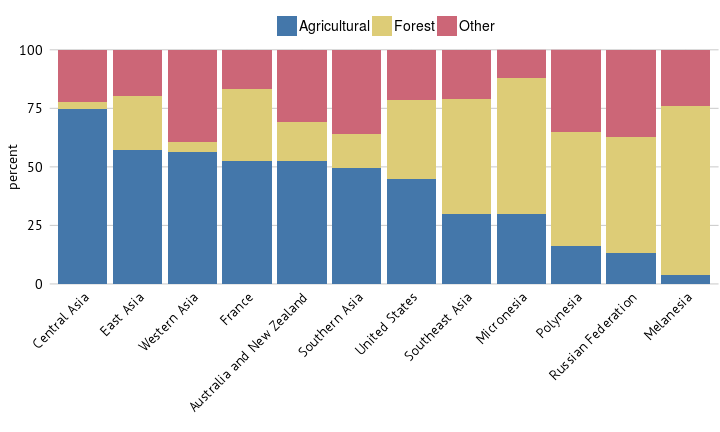 Agricultural Forest Other
100
75
50
25
0
percent
Central Asia
East Asia
Western Asia
France
Australia and New Zealand
Southern Asia
United States
Southeast Asia
Micronesia
Polynesia
Russian Federation
Melanesia